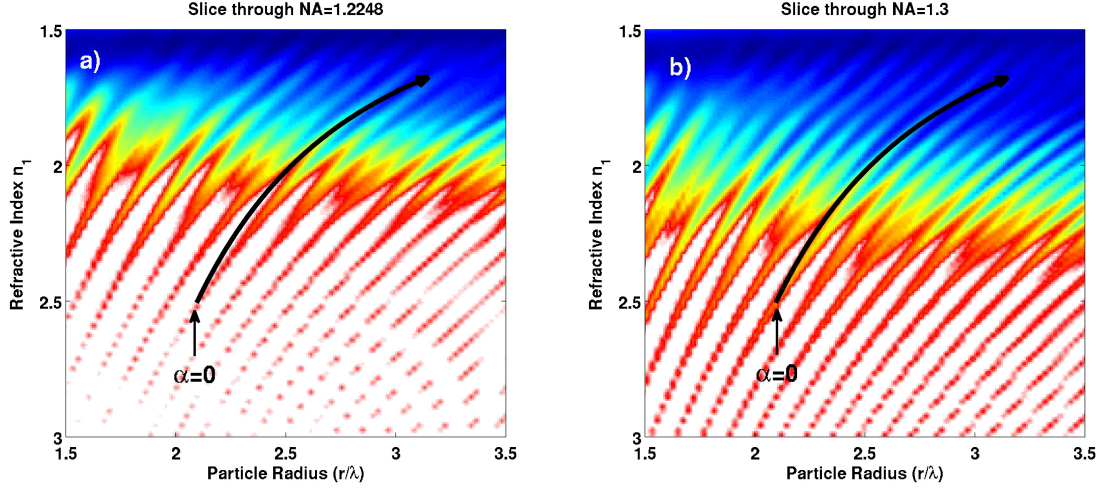 Slice through NA=1.2248
a)
1.5
2
2.5
3
Refractive Index n1
α=0
1.5 2 2.5 3 3.5
Particle Radius (r/λ)
Slice through NA=1.3
b)
1.5
2
2.5
3
Refractive Index n1
α=0
1.5 2 2.5 3 3.5
Particle Radius (r/λ)